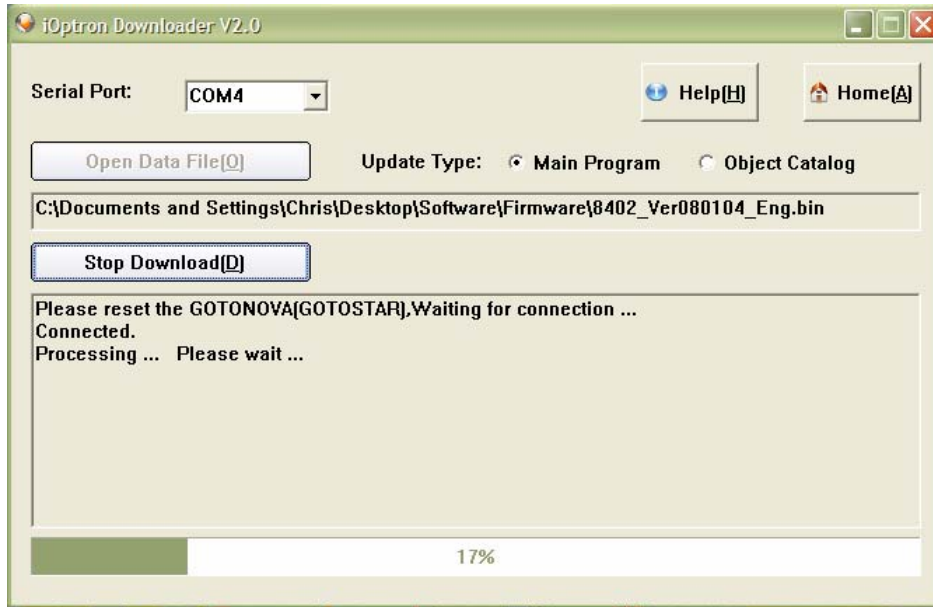 iOptron Downloader V2.0
Serial Port: COM4 Help(H) Home(A)
Open Data File(O) Update Type: Main Program Object Catalog
C:\Documents and Settings\Chris\Desktop\Software\Firmware\8402_Ver080104_Eng.bin
Stop Download(D)
Please reset the GOTONOVA(GOTOSTAR),Waiting for connection ...
Connected.
Processing ... Please wait ...
17%